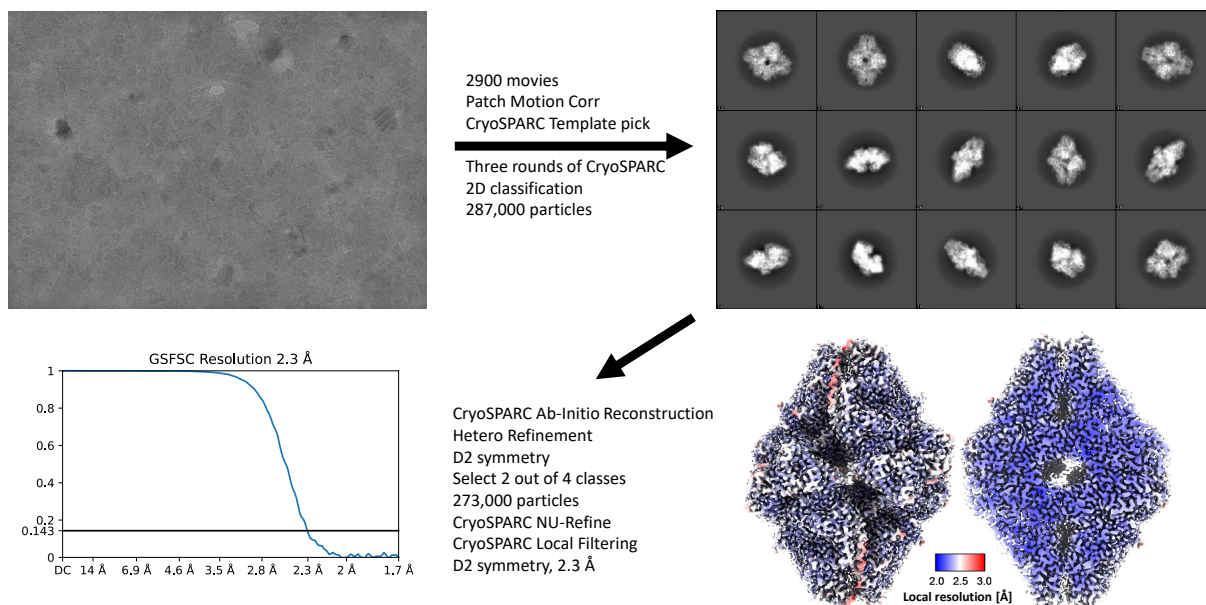 2900 movies
Patch Motion Corr
CryoSPARC Template pick
Three rounds of CryoSPARC
2D classification
287,000 particles
GSFSC Resolution 2.3 Å
1
0.8
0.6
0.4
0.2
0.143
0
DC 14 Å 6.9 Å 4.6 Å 3.5 Å 2.8 Å 2.3 Å 2 Å 1.7 Å
CryoSPARC Ab-Initio Reconstruction
Hetero Refinement
D2 symmetry
Select 2 out of 4 classes
273,000 particles
CryoSPARC NU-Refine
CryoSPARC Local Filtering
D2 symmetry, 2.3 Å
2.0 2.5 3.0
Local resolution [Å]